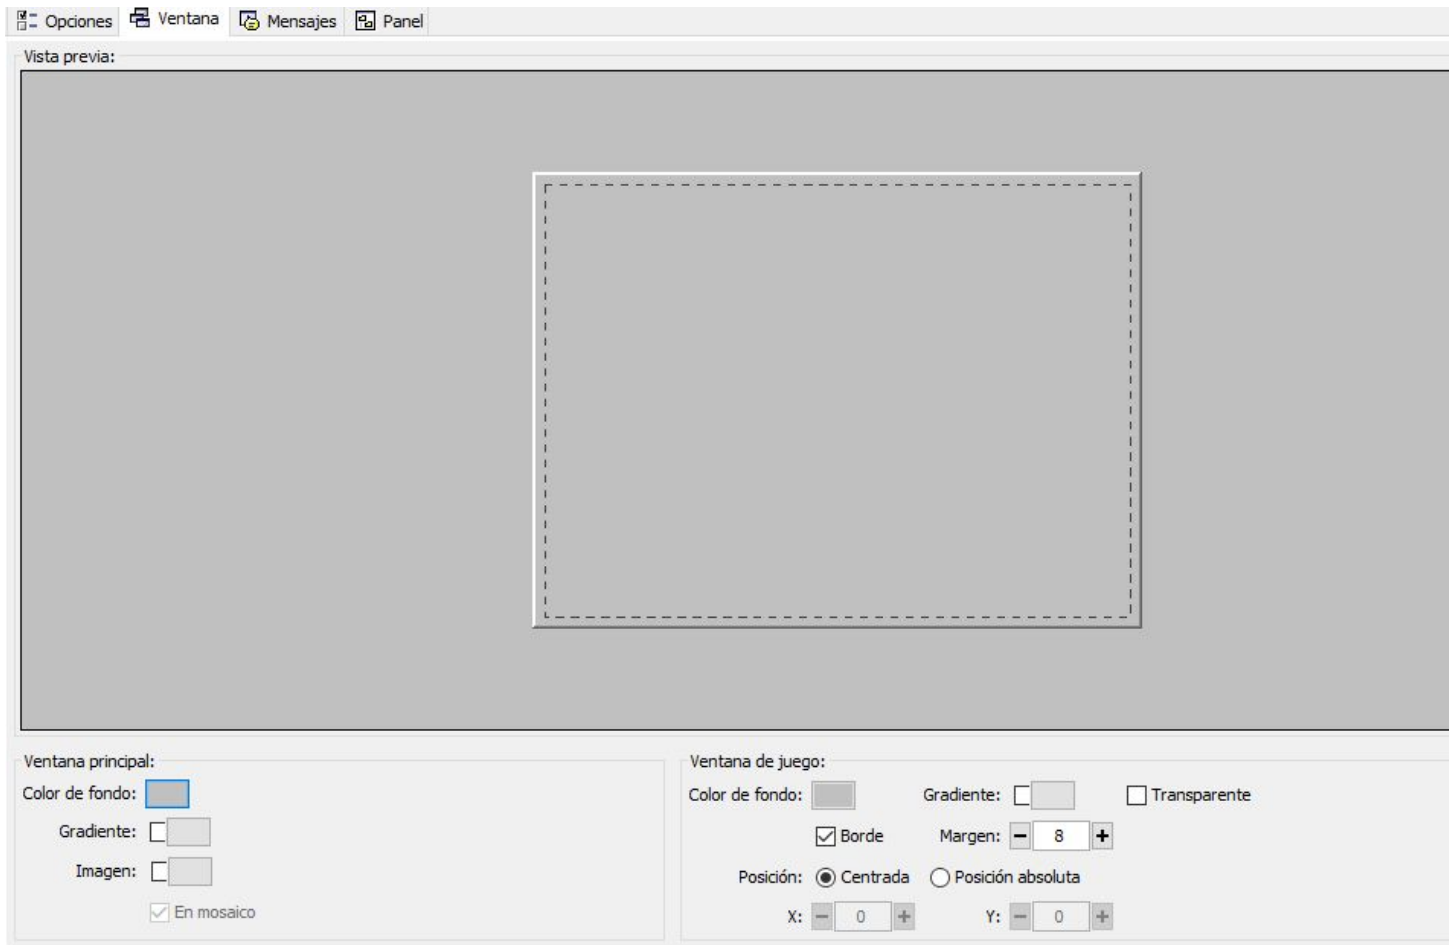 Opciones Ventana Mensajes Panel
Vista previa:
Ventana principal:
Color de fondo:
Gradiente:
Imagen:
En mosaico
Ventana de juego:
Color de fondo: Gradiente: Transparente
Borde Margen: 8
Posición: Centrada Posición absoluta
X: 0 Y: 0